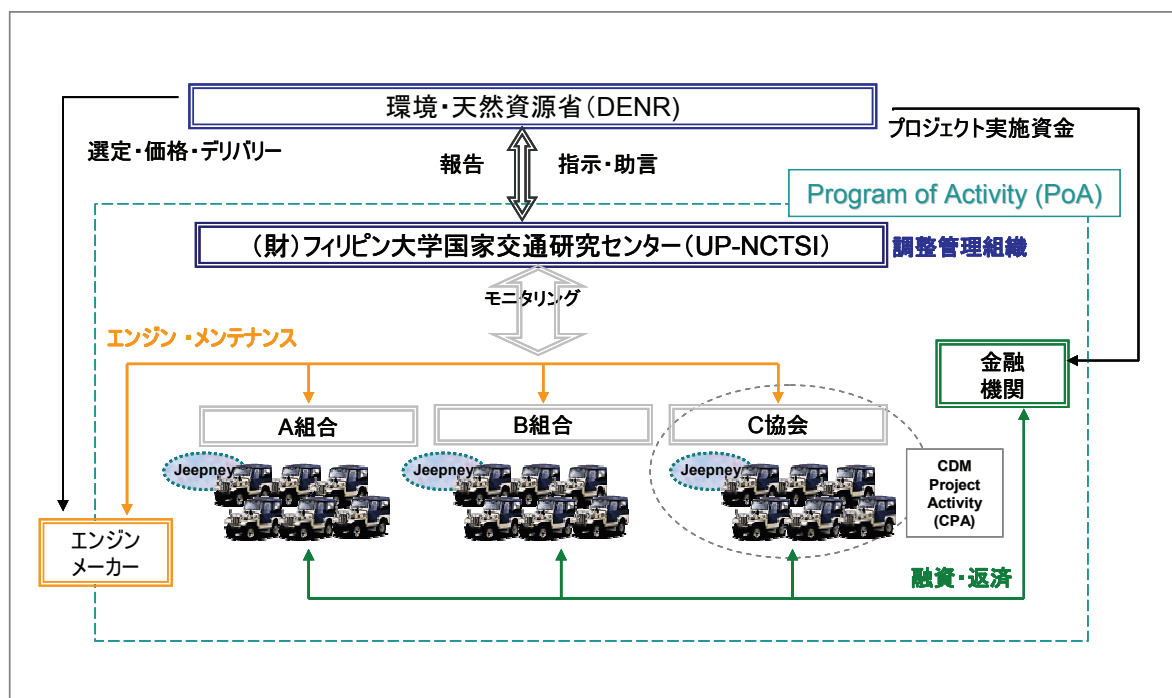 環境・天然資源省(DENR)
プロジェクト実施資金
選定・価格・デリバリー
報告
指示・助言
Program of Activity (PoA)
（財）フィリピン大学国家交通研究センター（UP-NCTSI）
調整管理組織
モニタリング
エンジン・メンテナンス
金融
機関
A組合
B組合
C協会
Jeepney
Jeepney
Jeepney
CDM
Project
Activity
(CPA)
エンジン
メーカー
融資・返済